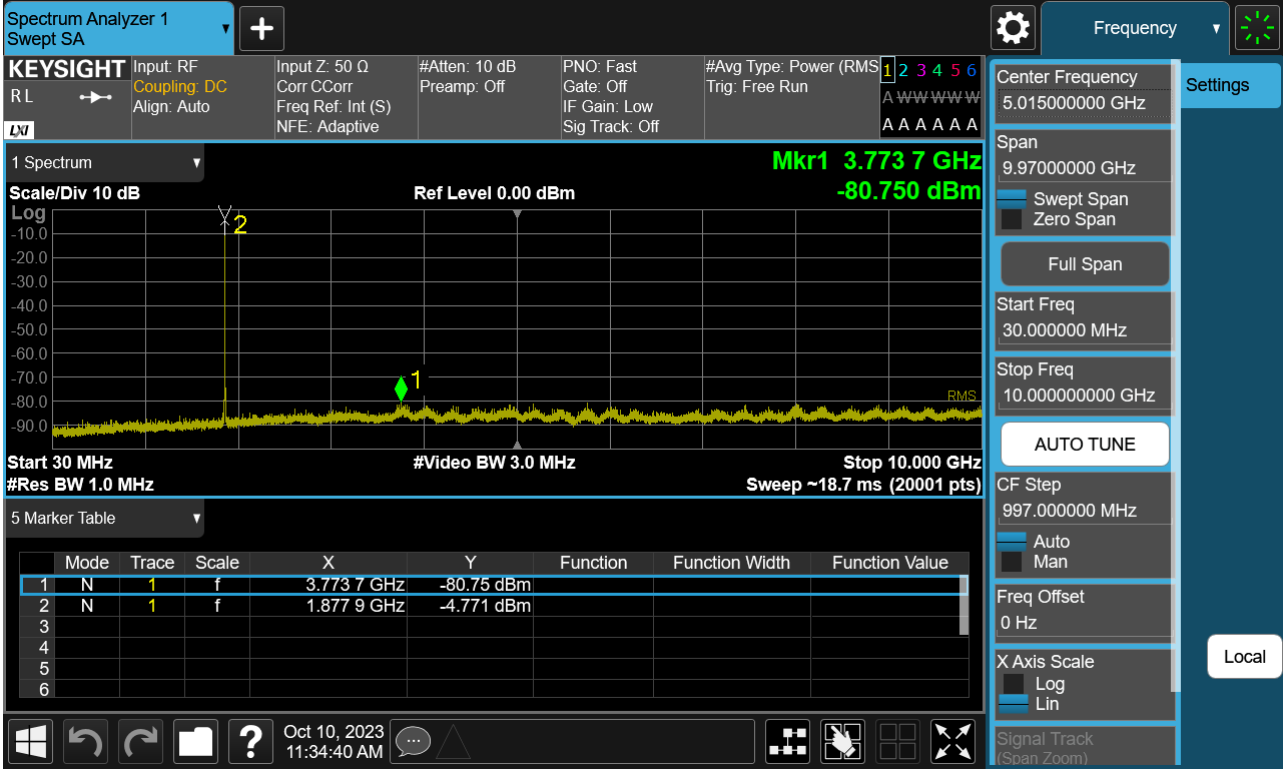 Spectrum Analyzer 1
Swept SA
Frequency
KEYSIGHT
RL
LXI
Input: RF
Coupling: DC
Align: Auto
Input Z: 50 Ω
Corr CCorr
Freq Ref: Int (S)
NFE: Adaptive
#Atten: 10 dB
Preamp: Off
PNO: Fast
Gate: Off
IF Gain: Low
Sig Track: Off
#Avg Type: Power (RMS
Trig: Free Run
1 2 3 4 5 6
A W W W W W
A A A A A A
1 Spectrum
Mkr1 3.773 7 GHz
-80.750 dBm
Scale/Div 10 dB
Ref Level 0.00 dBm
Log
-10.0
-20.0
-30.0
-40.0
-50.0
-60.0
-70.0
-80.0
-90.0
2
1
RMS
Start 30 MHz
#Video BW 3.0 MHz
Stop 10.000 GHz
#Res BW 1.0 MHz
Sweep ~18.7 ms (20001 pts)
5 Marker Table
Mode Trace Scale X Y Function Function Width Function Value
1 N 1 f 3.773 7 GHz -80.75 dBm
2 N 1 f 1.877 9 GHz -4.771 dBm
3
4
5
6
Oct 10, 2023
11:34:40 AM
Center Frequency
5.015000000 GHz
Span
9.97000000 GHz
Swept Span
Zero Span
Full Span
Start Freq
30.000000 MHz
Stop Freq
10.000000000 GHz
AUTO TUNE
CF Step
997.000000 MHz
Auto
Man
Freq Offset
0 Hz
X Axis Scale
Log
Lin
Signal Track
(Span Zoom)
Settings
Local